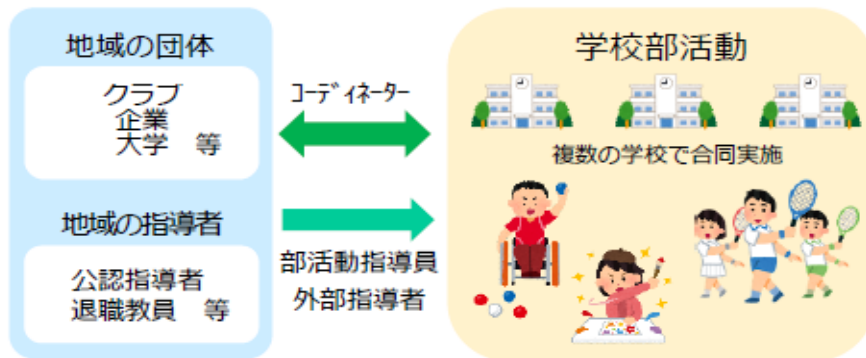 地域の団体
クラブ
企業
大学　等
地域の指導者
公認指導者
退職教員　等
ｺｰﾃﾞｨﾈｰﾀｰ
部活動指導員
外部指導者
学校部活動
複数の学校で合同実施